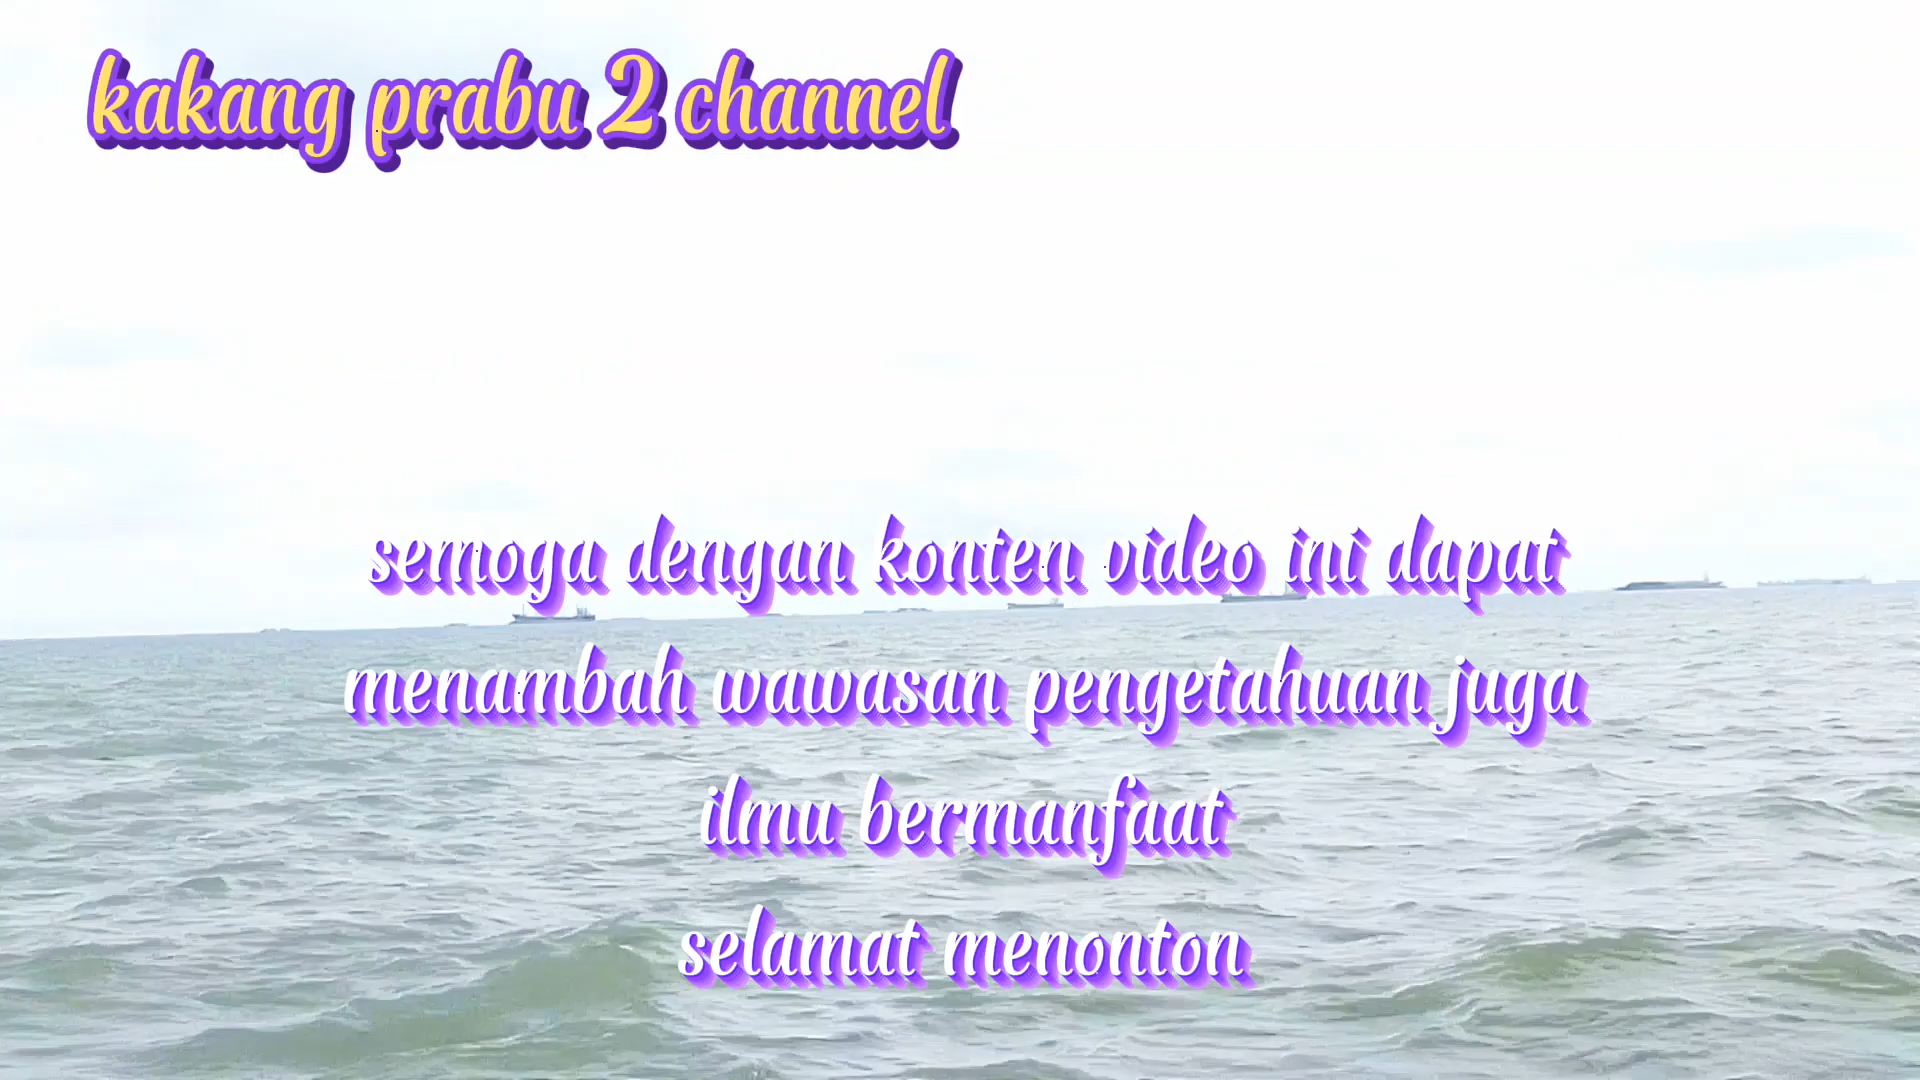 kakang prabu 2 channel
semoga dengan konten video ini dapat
menambah wawasan pengetahuan juga
ilmu bermanfaat
selamat menonton